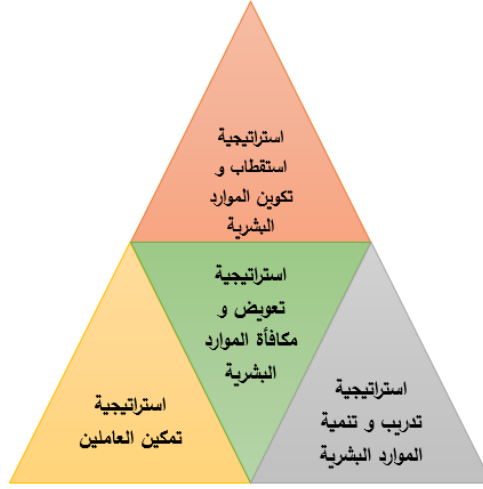 استراتيجية
استقطاب و
تكوين الموارد
البشرية
استراتيجية
تعويض و
مكافأة الموارد
البشرية
استراتيجية
تدريب و تنمية
الموارد البشرية
استراتيجية
تمكين العاملين